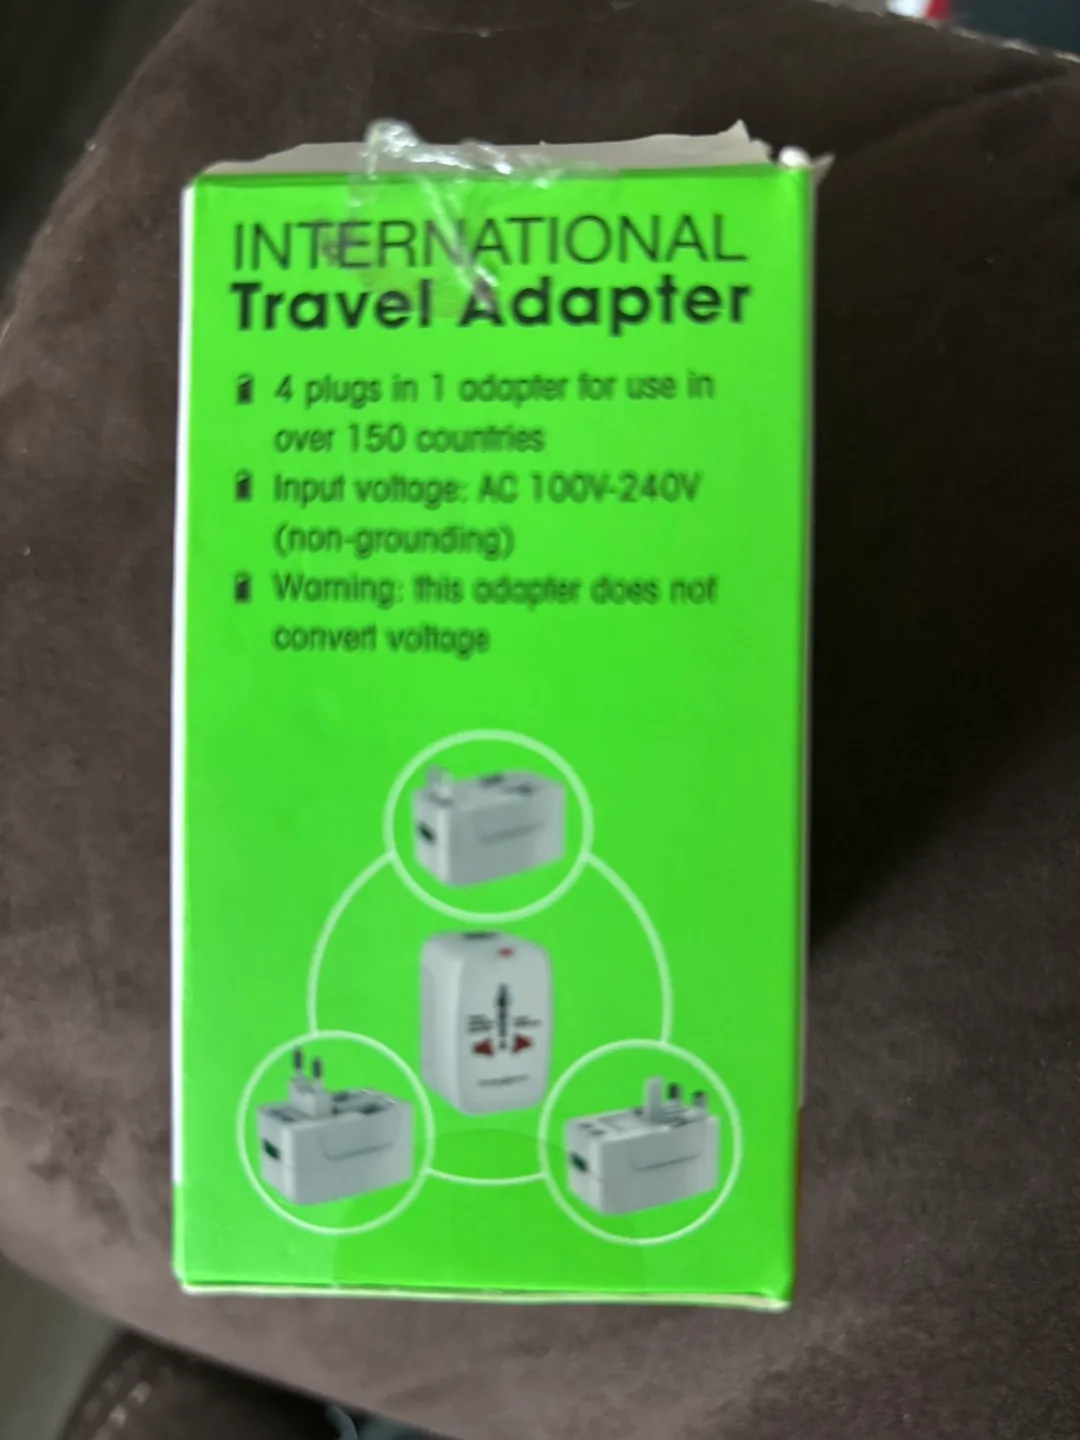 INTERNATIONAL
Travel Adapter
4 plugs in 1 adapter for use in
over 150 countries
Input voltage: AC 100V-240V
(non-grounding)
Warning: this adapter does not
convert voltage